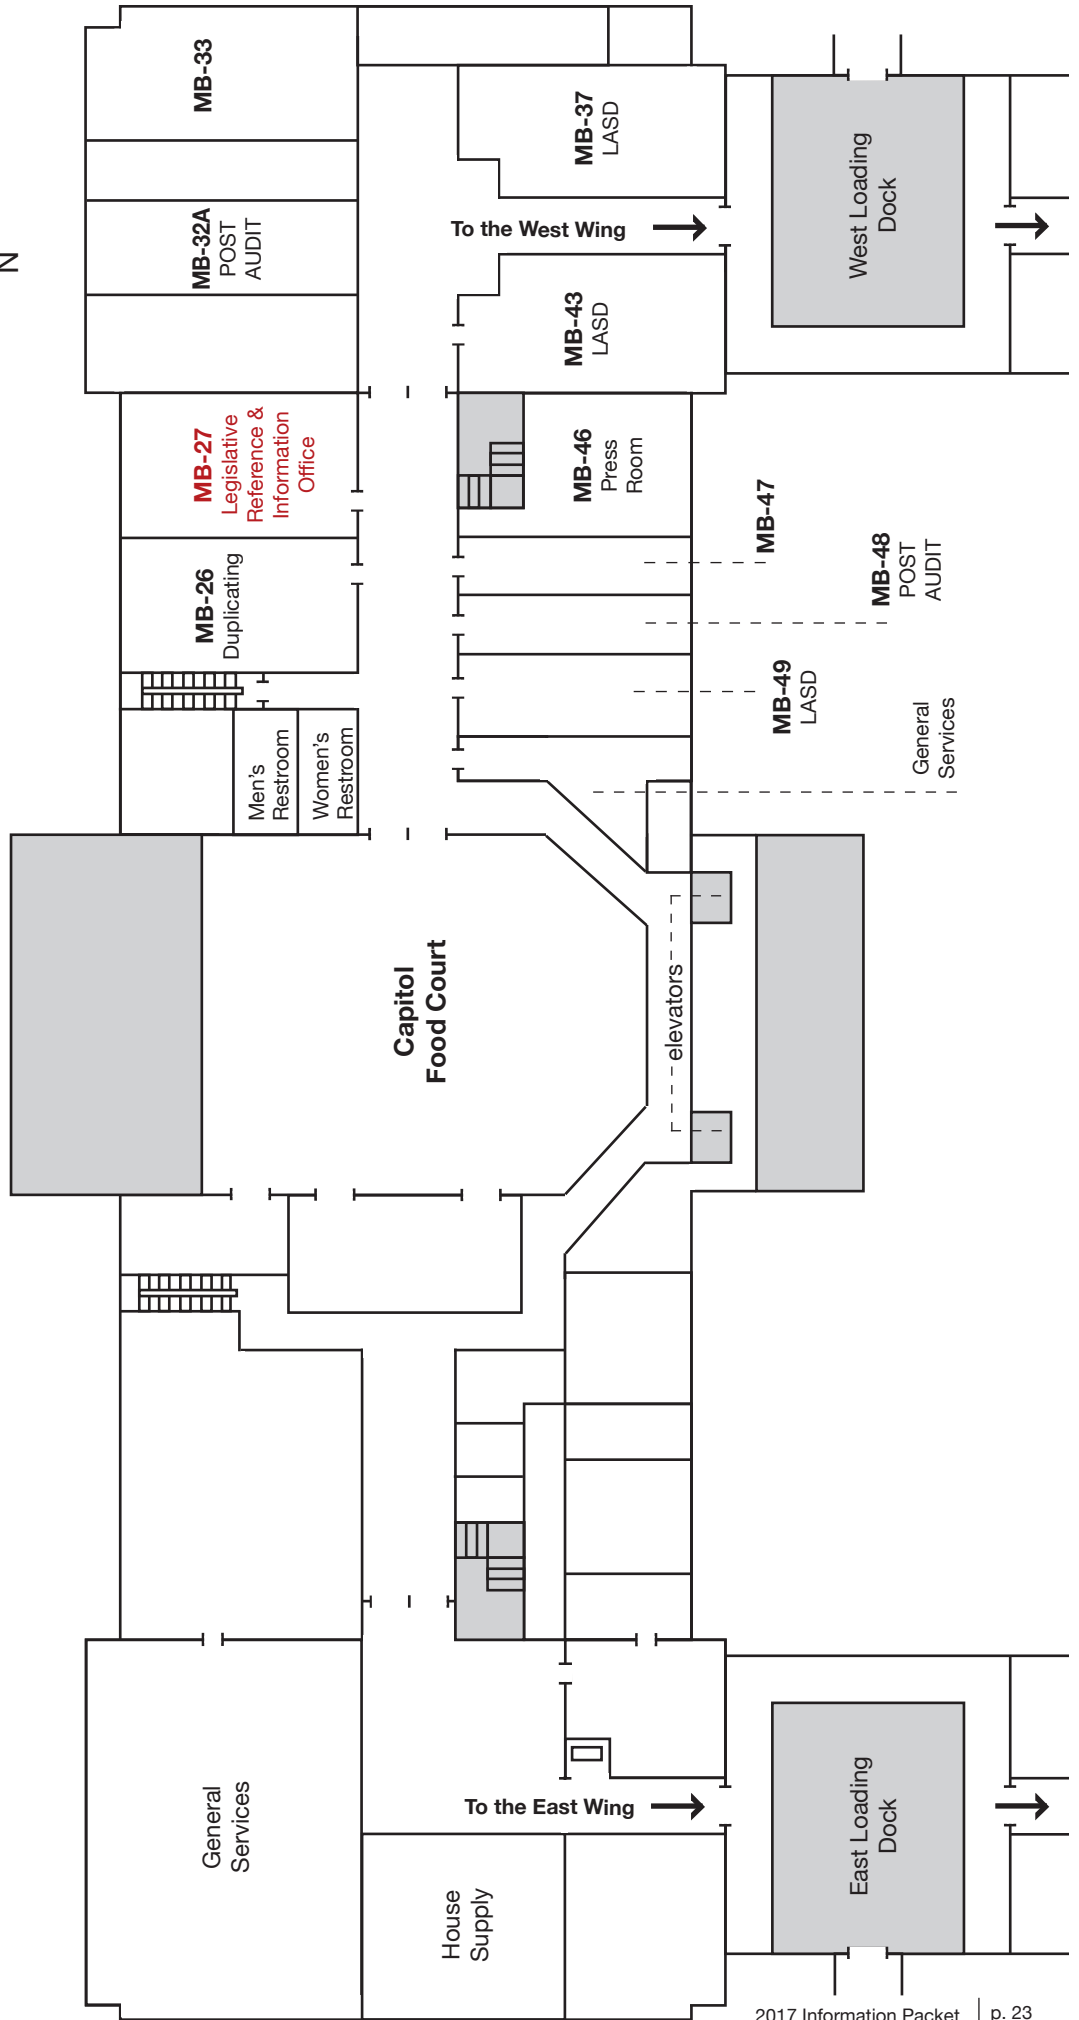 N
MB-33
MB-32A
POST
AUDIT
MB-37
LASD
To the West Wing
West Loading
Dock
MB-43
LASD
MB-27
Legislative
Reference &
Information
Office
MB-46
Press
Room
MB-47
MB-26
Duplicating
MB-48
POST
AUDIT
MB-49
LASD
General
Services
Men's
Restroom
Women's
Restroom
Capitol
Food Court
elevators
General
Services
To the East Wing
House
Supply
East Loading
Dock
2017 Information Packet | p. 23